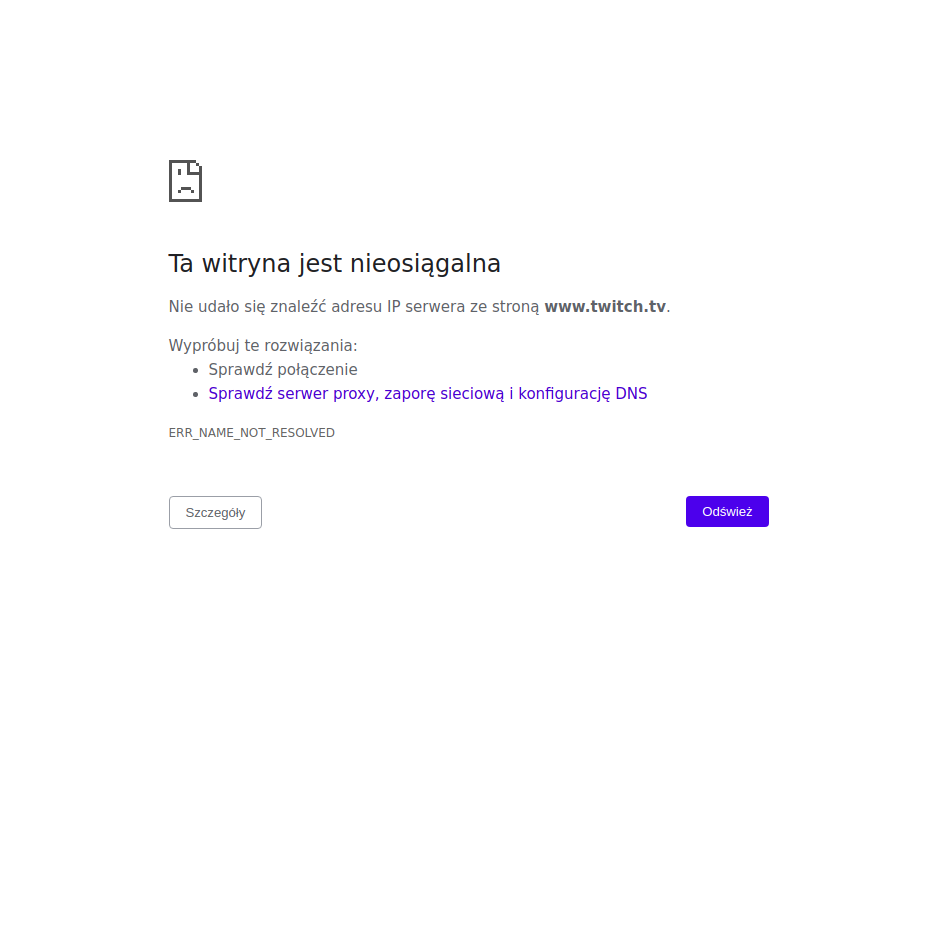 Ta witryna jest nieosiągalna
Nie udało się znaleźć adresu IP serwera ze stroną www.twitch.tv.
Wypróbuj te rozwiązania:
Sprawdź połączenie
Sprawdź serwer proxy, zaporę sieciową i konfigurację DNS
ERR_NAME_NOT_RESOLVED
Szczegóły
Odśwież